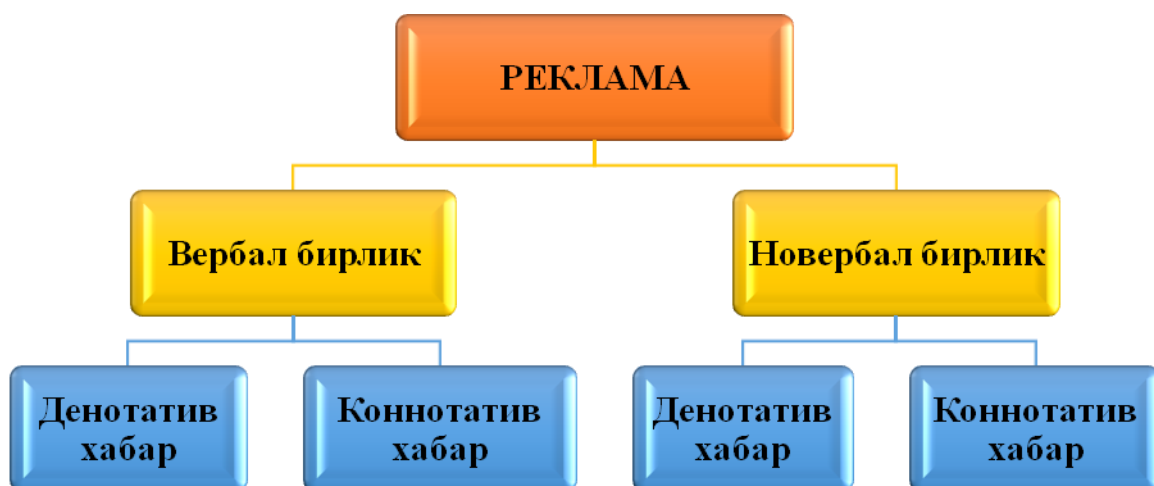 РЕКЛАМА
Вербал бирлик
Новербал бирлик
Денотатив
хабар
Коннотатив
хабар
Денотатив
хабар
Коннотатив
хабар